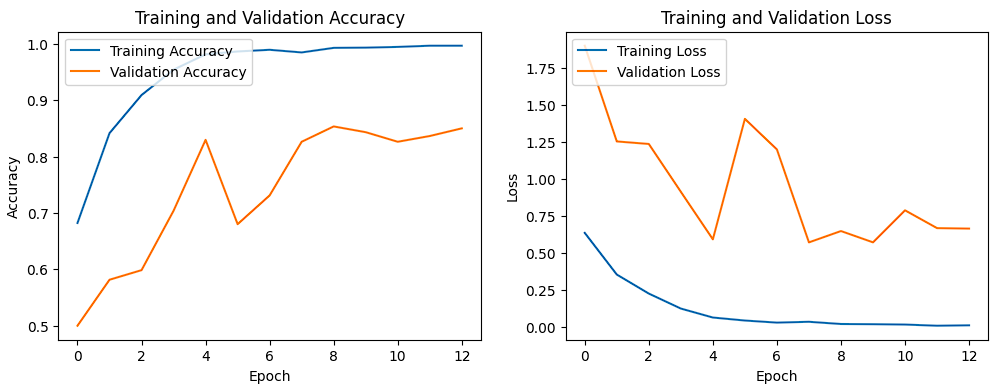 Training and Validation Accuracy
Training Accuracy
Validation Accuracy
1.0
0.9
0.8
0.7
0.6
0.5
Accuracy
0 2 4 6 8 10 12
Epoch
Training and Validation Loss
Training Loss
Validation Loss
1.75
1.50
1.25
1.00
0.75
0.50
0.25
0.00
Loss
0 2 4 6 8 10 12
Epoch